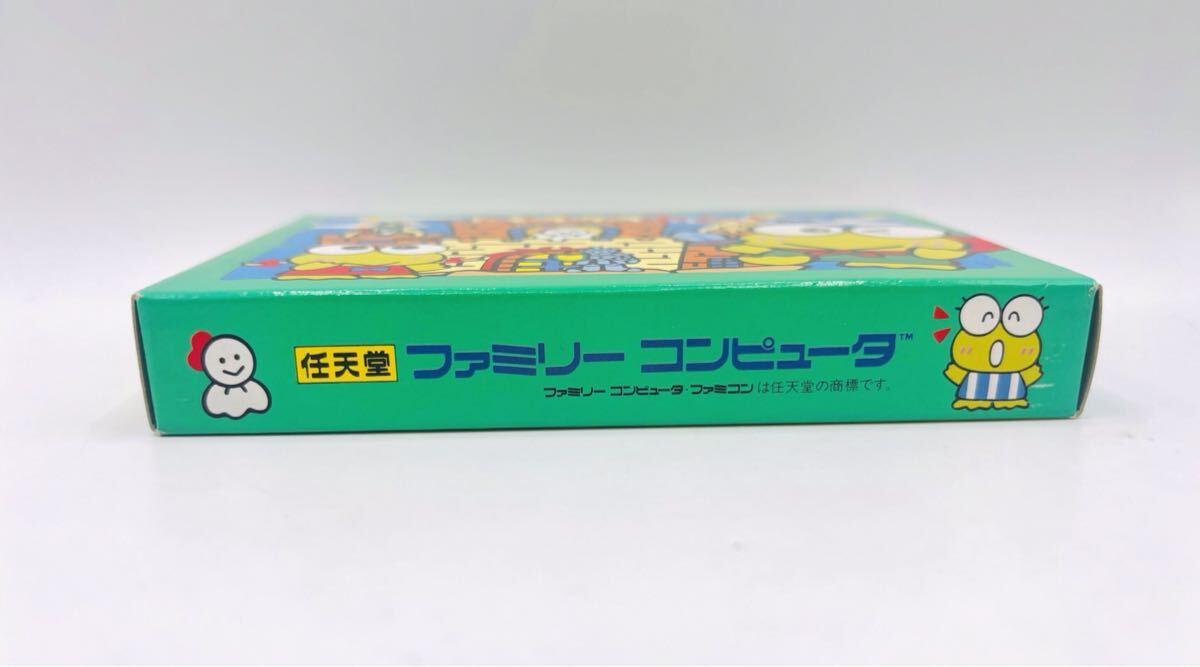 任天堂 ファミリー コンピュータ™
ファミリー コンピュータ・ファミコン は任天堂の商標です。